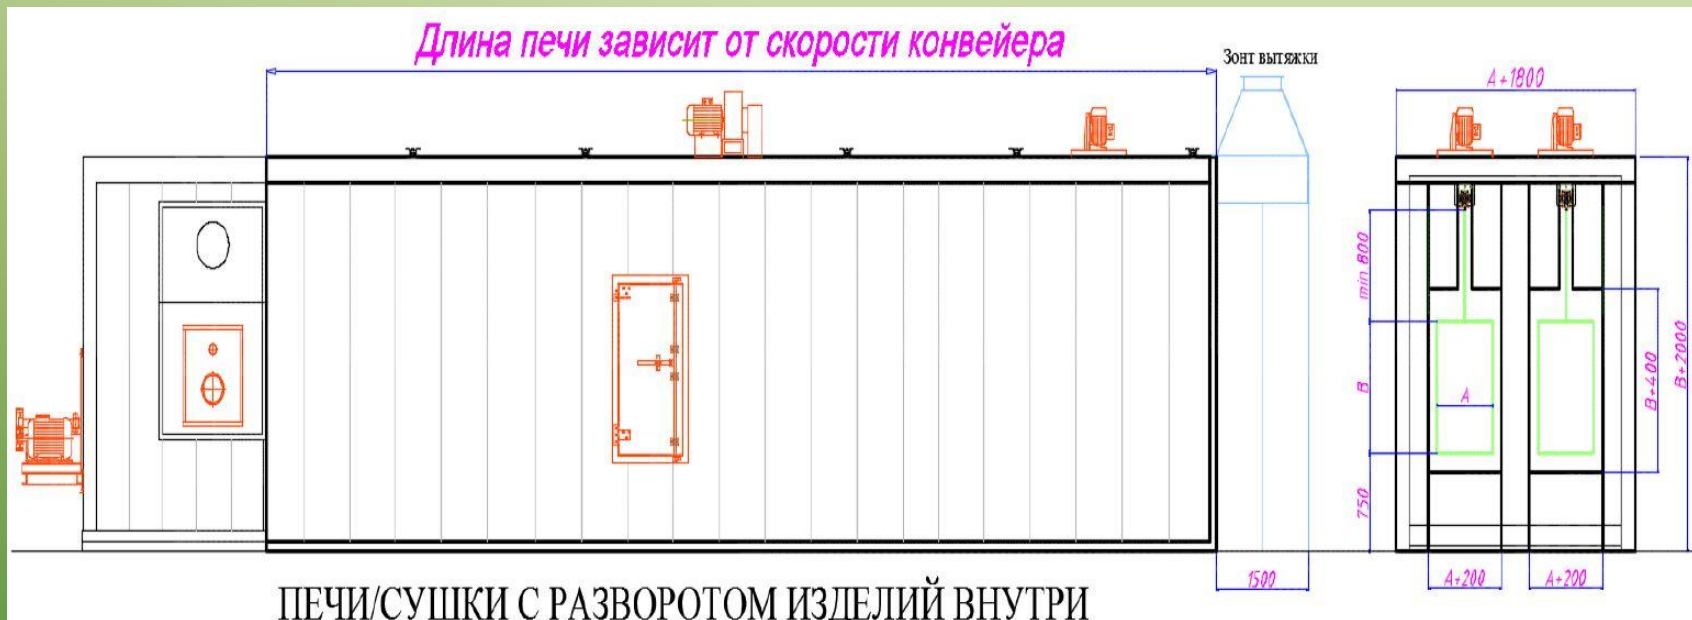 Длина печи зависит от скорости конвейера
Зонт вытяжки
A+1800
min 800
B
A
B+400
B+2000
750
1500
A+200
A+200
ПЕЧИ/СУШКИ С РАЗВОРОТОМ ИЗДЕЛИЙ ВНУТРИ